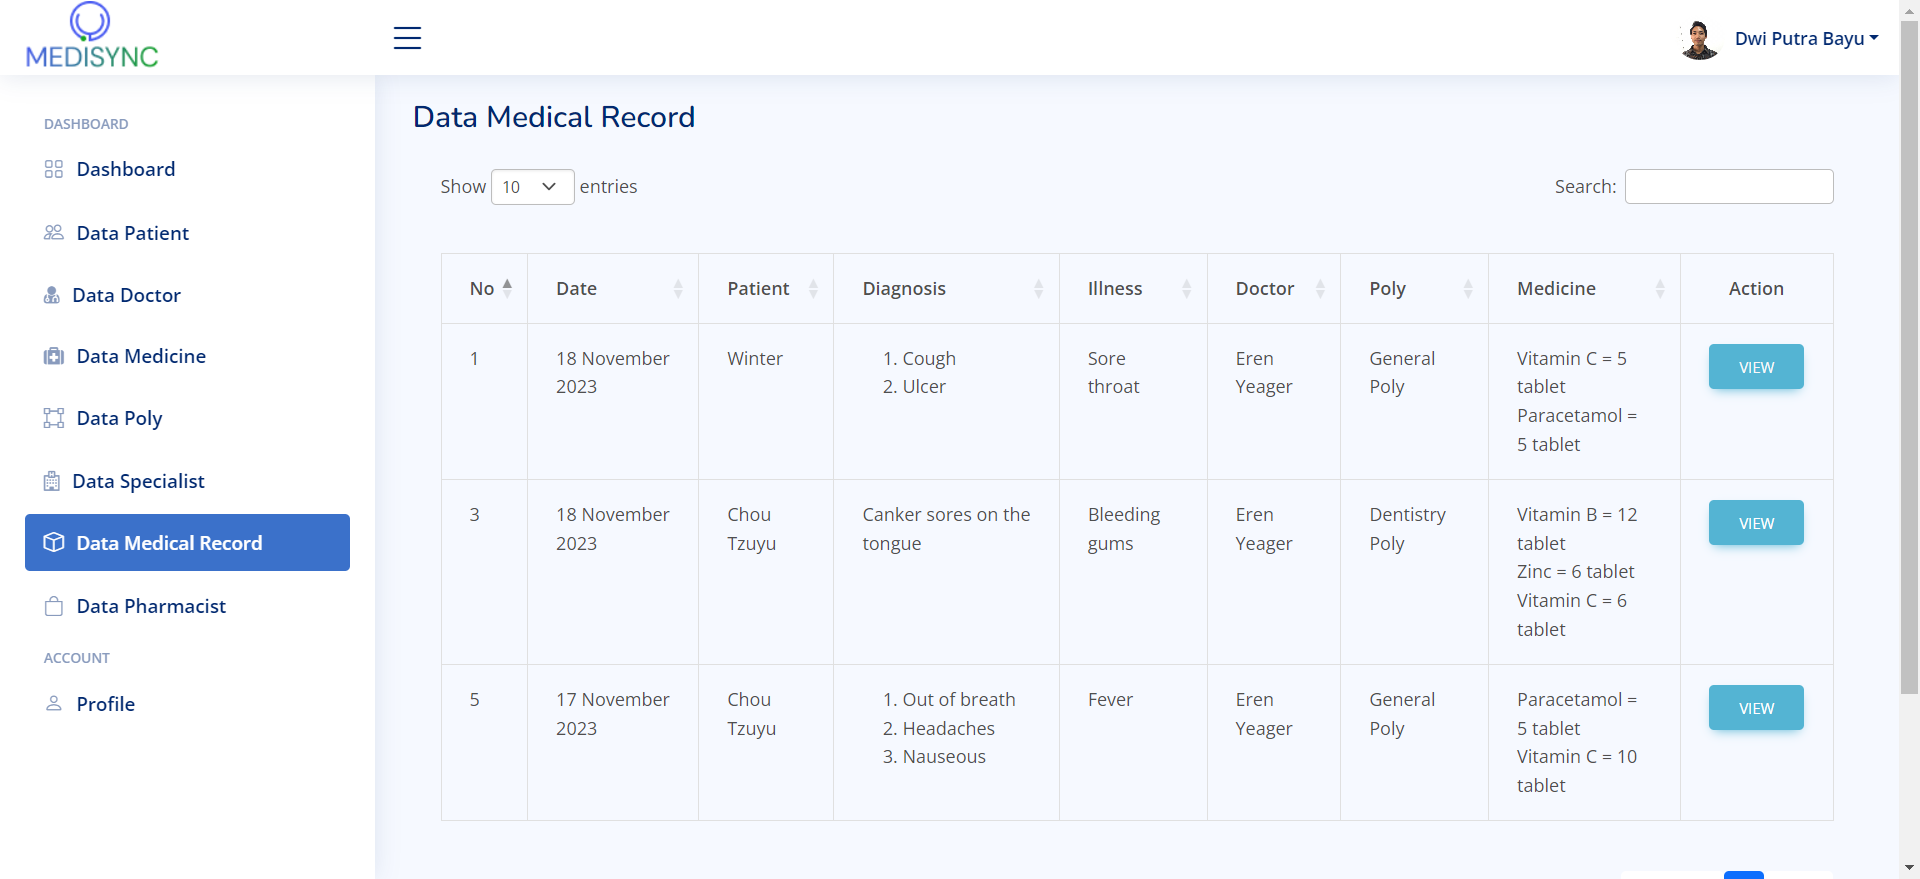 MEDISYNC
Dwi Putra Bayu
DASHBOARD
Dashboard
Data Patient
Data Doctor
Data Medicine
Data Poly
Data Specialist
Data Medical Record
Data Pharmacist
ACCOUNT
Profile
Data Medical Record
Show 10 entries
Search:
No Date Patient Diagnosis Illness Doctor Poly Medicine Action
1 18 November Winter 1. Cough Sore Eren General Vitamin C = 5 VIEW
2023 2. Ulcer throat Yeager Poly tablet
Paracetamol =
5 tablet
3 18 November Chou Canker sores on the Bleeding Eren Dentistry Vitamin B = 12 VIEW
2023 Tzuyu tongue gums Yeager Poly tablet
Zinc = 6 tablet
Vitamin C = 6
tablet
5 17 November Chou 1. Out of breath Fever Eren General Paracetamol = VIEW
2023 Tzuyu 2. Headaches Yeager Poly 5 tablet
3. Nauseous Vitamin C = 10
tablet